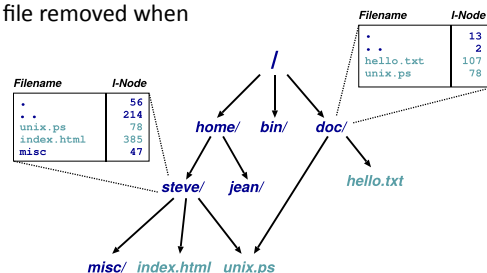 file removed when
Filename I-Node
. 13
. . 2
hello.txt 107
unix.ps 78
/
Filename I-Node
. 56
. . 214
unix.ps 78
index.html 385
misc 47
home/ bin/ doc/
steve/ jean/ hello.txt
misc/ index.html unix.ps